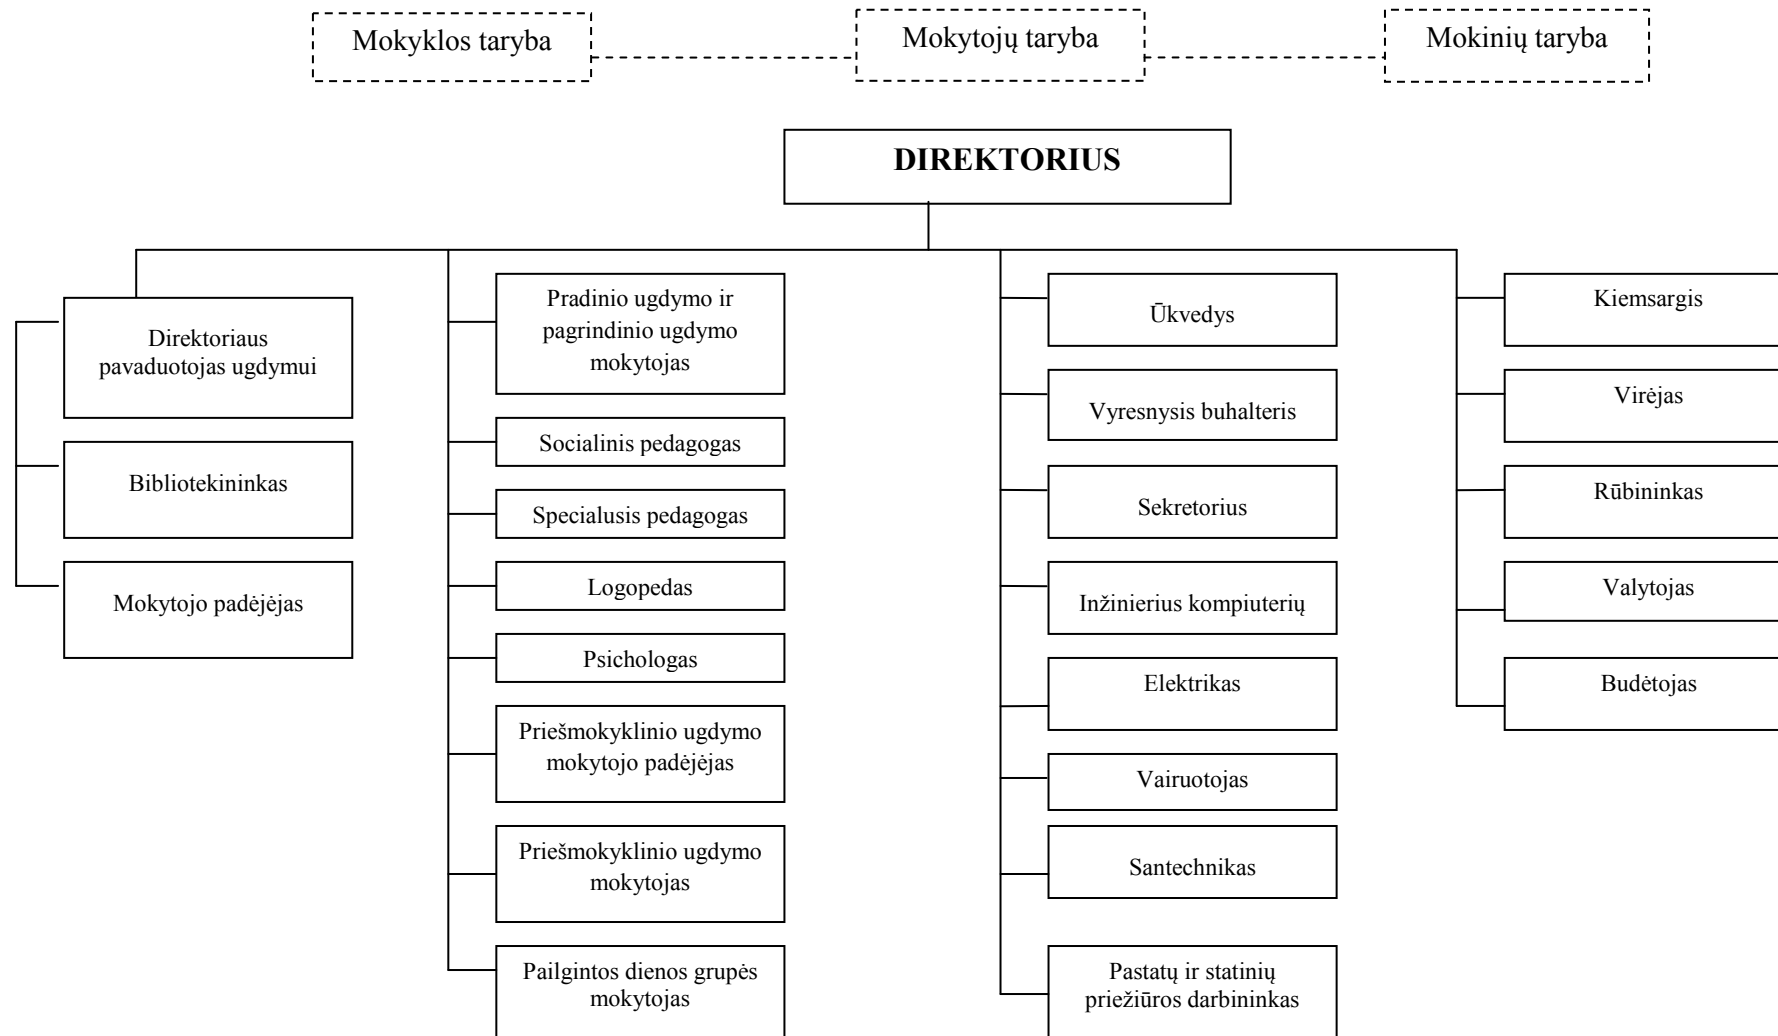 Mokyklos taryba
Mokytojų taryba
Mokinių taryba
DIREKTORIUS
Direktoriaus
pavaduotojas ugdymui
Bibliotekininkas
Mokytojo padėjėjas
Pradinio ugdymo ir
pagrindinio ugdymo
mokytojas
Socialinis pedagogas
Specialusis pedagogas
Logopedas
Psichologas
Priešmokyklinio ugdymo
mokytojo padėjėjas
Priešmokyklinio ugdymo
mokytojas
Pailgintos dienos grupės
mokytojas
Ūkvedys
Vyresnysis buhalteris
Sekretorius
Inžinierius kompiuterių
Elektrikas
Vairuotojas
Santechnikas
Pastatų ir statinių
priežiūros darbininkas
Kiemsargis
Virėjas
Rūbininkas
Valytojas
Budėtojas